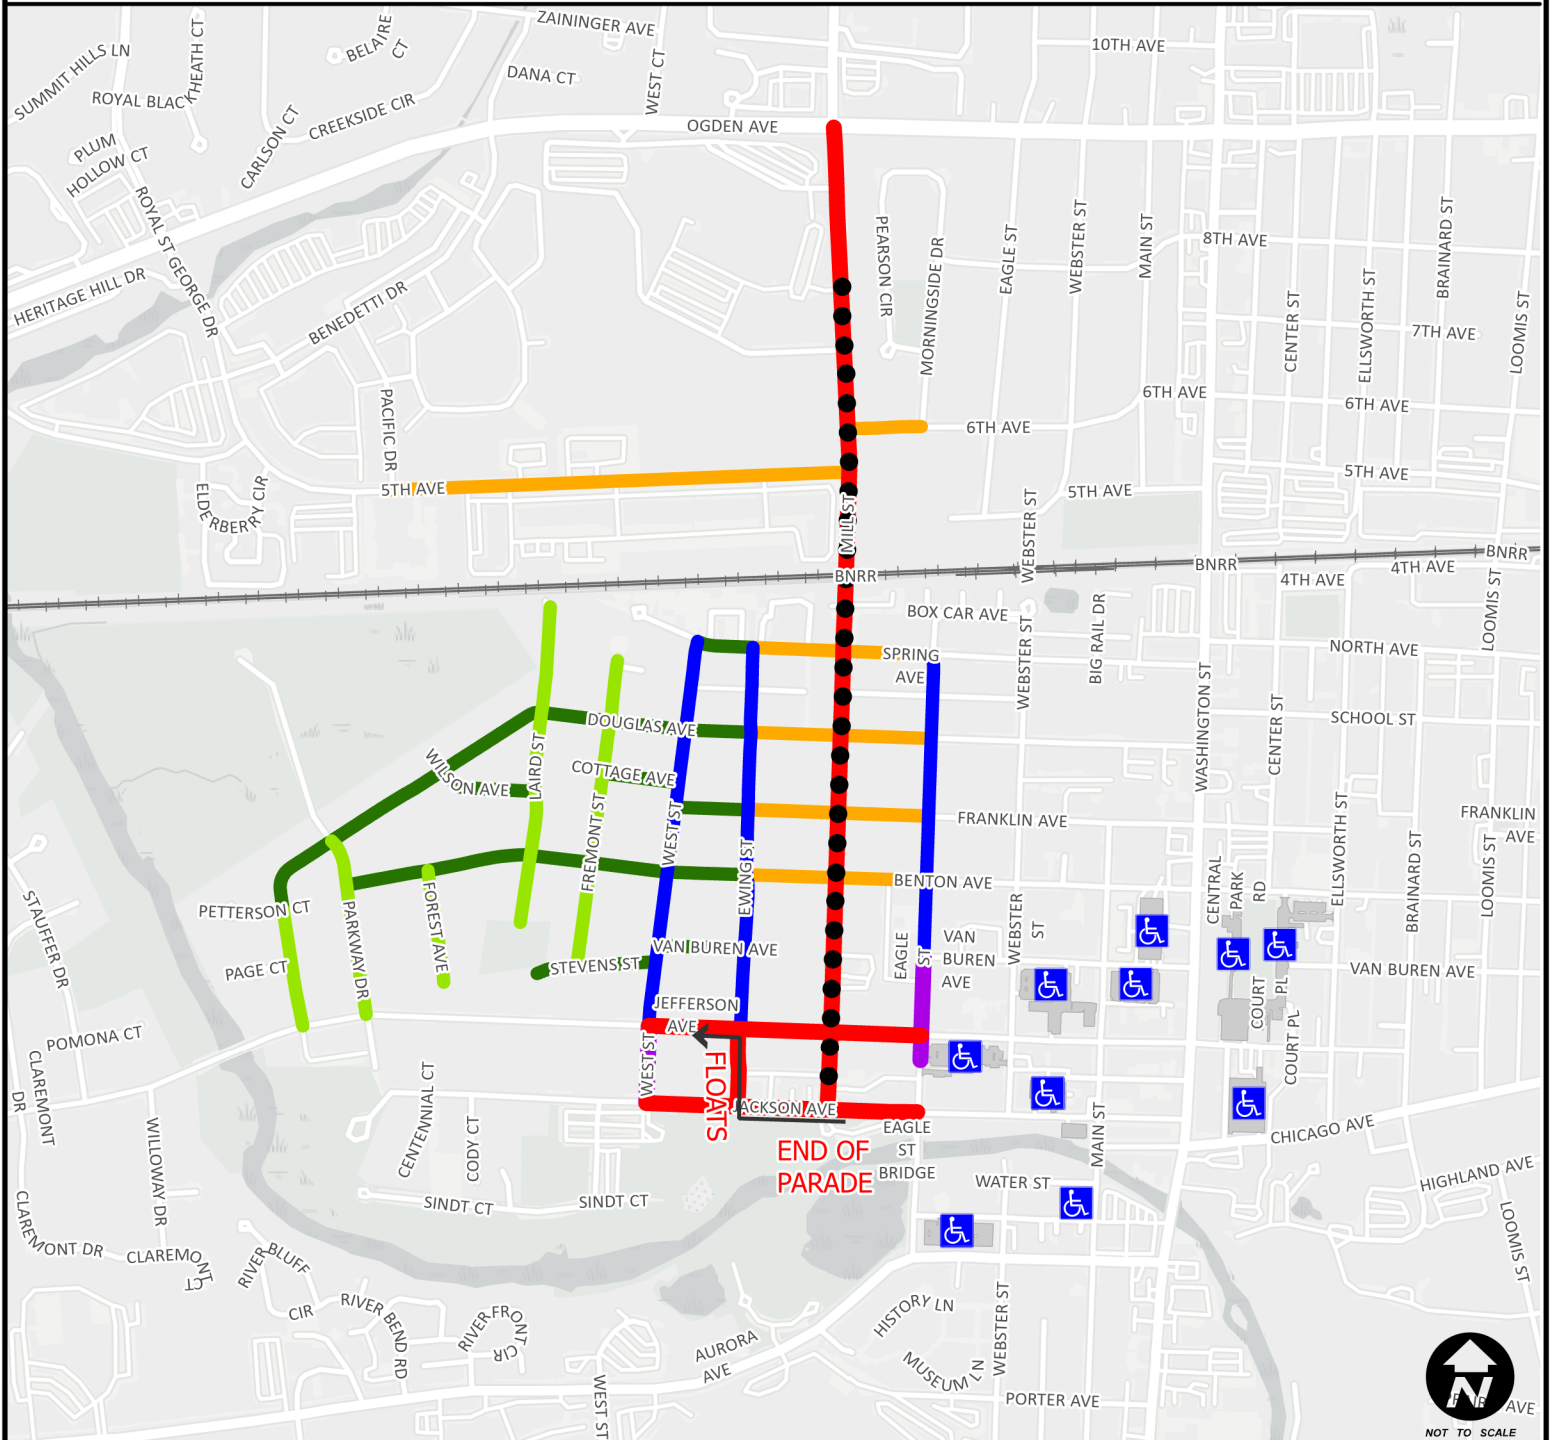 ZAININGER AVE
SUMMIT HILLS LN
HEATH CT
BELAIRE
CT
10TH AVE
ROYAL BLACK
DANA CT
WEST CT
CREEKSIDE CIR
OGDEN AVE
PLUM
HOLLOW CT
CARLSON CT
ROYAL ST GEORGE DR
PEARSON CIR
MORNINGSIDE DR
EAGLE ST
WEBSTER ST
MAIN ST
8TH AVE
BRAINARD ST
HERITAGE HILL DR
BENEDETTI DR
CENTER ST
ELLSWORTH ST
7TH AVE
LOOMIS ST
PACIFIC DR
6TH AVE
6TH AVE
6TH AVE
5TH AVE
5TH AVE
5TH AVE
ELDERBERRY CIR
MILL ST
WEBSTER ST
BNRR
BNRR
BNRR
4TH AVE
4TH AVE
BOX CAR AVE
BIG RAIL DR
LOOMIS ST
SPRING
AVE
WEBSTER ST
NORTH AVE
WASHINGTON ST
CENTER ST
SCHOOL ST
DOUGLAS AVE
WILSON AVE
LAIRD ST
COTTAGE AVE
FREMONT ST
WEST ST
EWING ST
FRANKLIN AVE
FRANKLIN
AVE
ELLSWORTH ST
BRAINARD ST
LOOMIS ST
BENTON AVE
CENTRAL
PARK
RD
PETTERSON CT
PARKWAY DR
FOREST AVE
STAUFFER DR
PAGE CT
STEVENS ST
VAN BUREN AVE
EAGLE
ST
VAN
BUREN
AVE
WEBSTER
ST
VAN BUREN AVE
COURT
PL
JEFFERSON
AVE
POMONA CT
CLAREMONT
DR
WEST ST
FLOATS
COURT PL
CENTENNIAL CT
CODY CT
JACKSON AVE
EAGLE
ST
BRIDGE
MAIN ST
CHICAGO AVE
WILLOWAY DR
END OF
PARADE
WATER ST
HIGHLAND AVE
SINDT CT
SINDT CT
CLAREMONT DR
CLAREMONT
CT
RIVER BLUFF
CIR
LOOMIS ST
RIVER BEND RD
RIVER FRONT CIR
HISTORY LN
WEBSTER ST
AURORA
AVE
MUSEUM LN
WEST ST
PORTER AVE
N
AVE
NOT TO SCALE